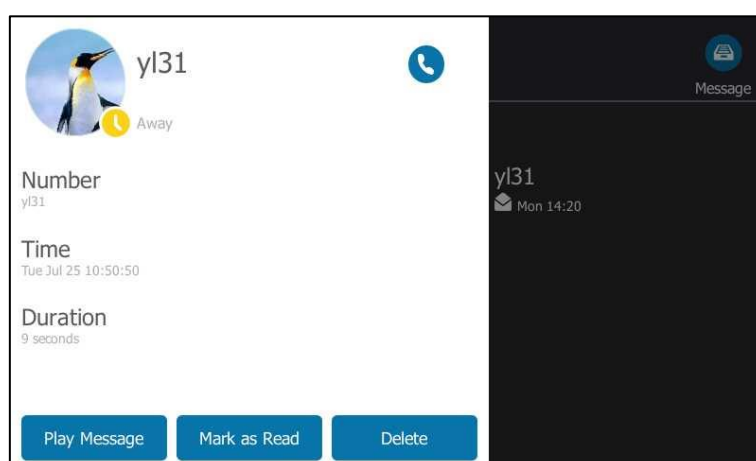 yl31
Away
Number
yl31
Time
Tue Jul 25 10:50:50
Duration
9 seconds
Play Message
Mark as Read
Delete
Message
yl31
Mon 14:20